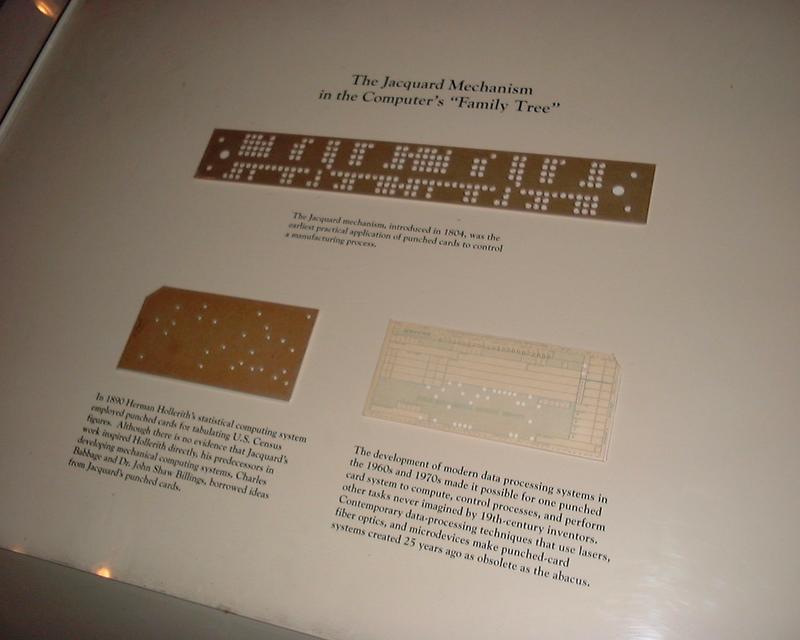 The Jacquard Mechanism
in the Computer's "Family Tree"
The Jacquard mechanism, introduced in 1804, was the
earliest practical application of punched cards to control
a manufacturing process.
In 1890 Herman Hollerith's statistical computing system
employed punched cards for tabulating U.S. Census
figures. Although there is no evidence that Jacquard's
work inspired Hollerith directly, his predecessors in
developing mechanical computing systems, Charles
Babbage and Dr. John Shaw Billings, borrowed ideas
from Jacquard's punched cards.
The development of modern data processing systems in
the 1960s and 1970s made it possible for one punched
card system to compute, control processes, and perform
other tasks never imagined by 19th-century inventors.
Contemporary data-processing techniques that use lasers,
fiber optics, and microdevices make punched-card
systems created 25 years ago as obsolete as the abacus.